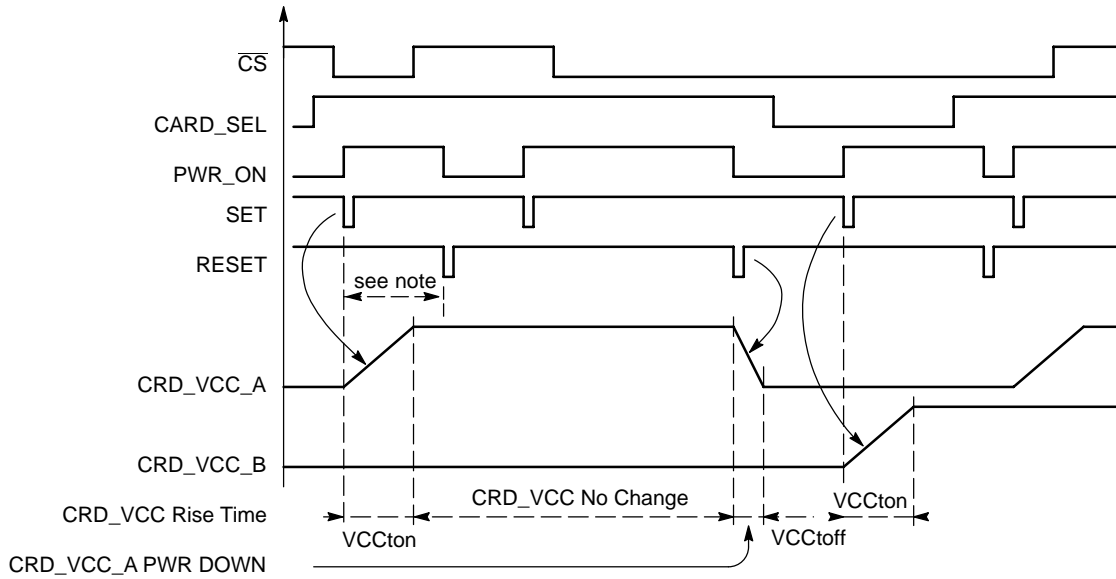 CS
CARD_SEL
PWR_ON
SET
RESET
see note
CRD_VCC_A
CRD_VCC_B
CRD_VCC Rise Time
CRD_VCC No Change
VCCton
VCCton
VCCtoff
CRD_VCC_A PWR DOWN